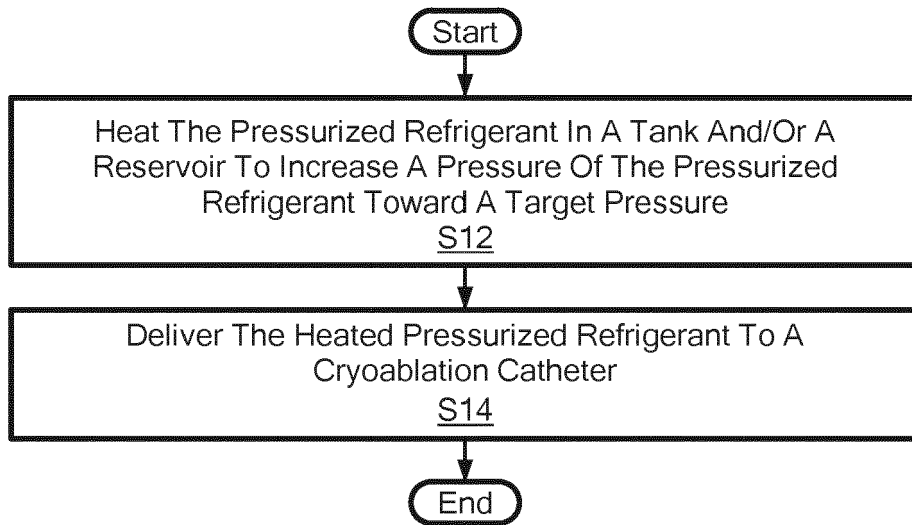 Start
Heat The Pressurized Refrigerant In A Tank And/Or A
Reservoir To Increase A Pressure Of The Pressurized
Refrigerant Toward A Target Pressure
S12
Deliver The Heated Pressurized Refrigerant To A
Cryoablation Catheter
S14
End